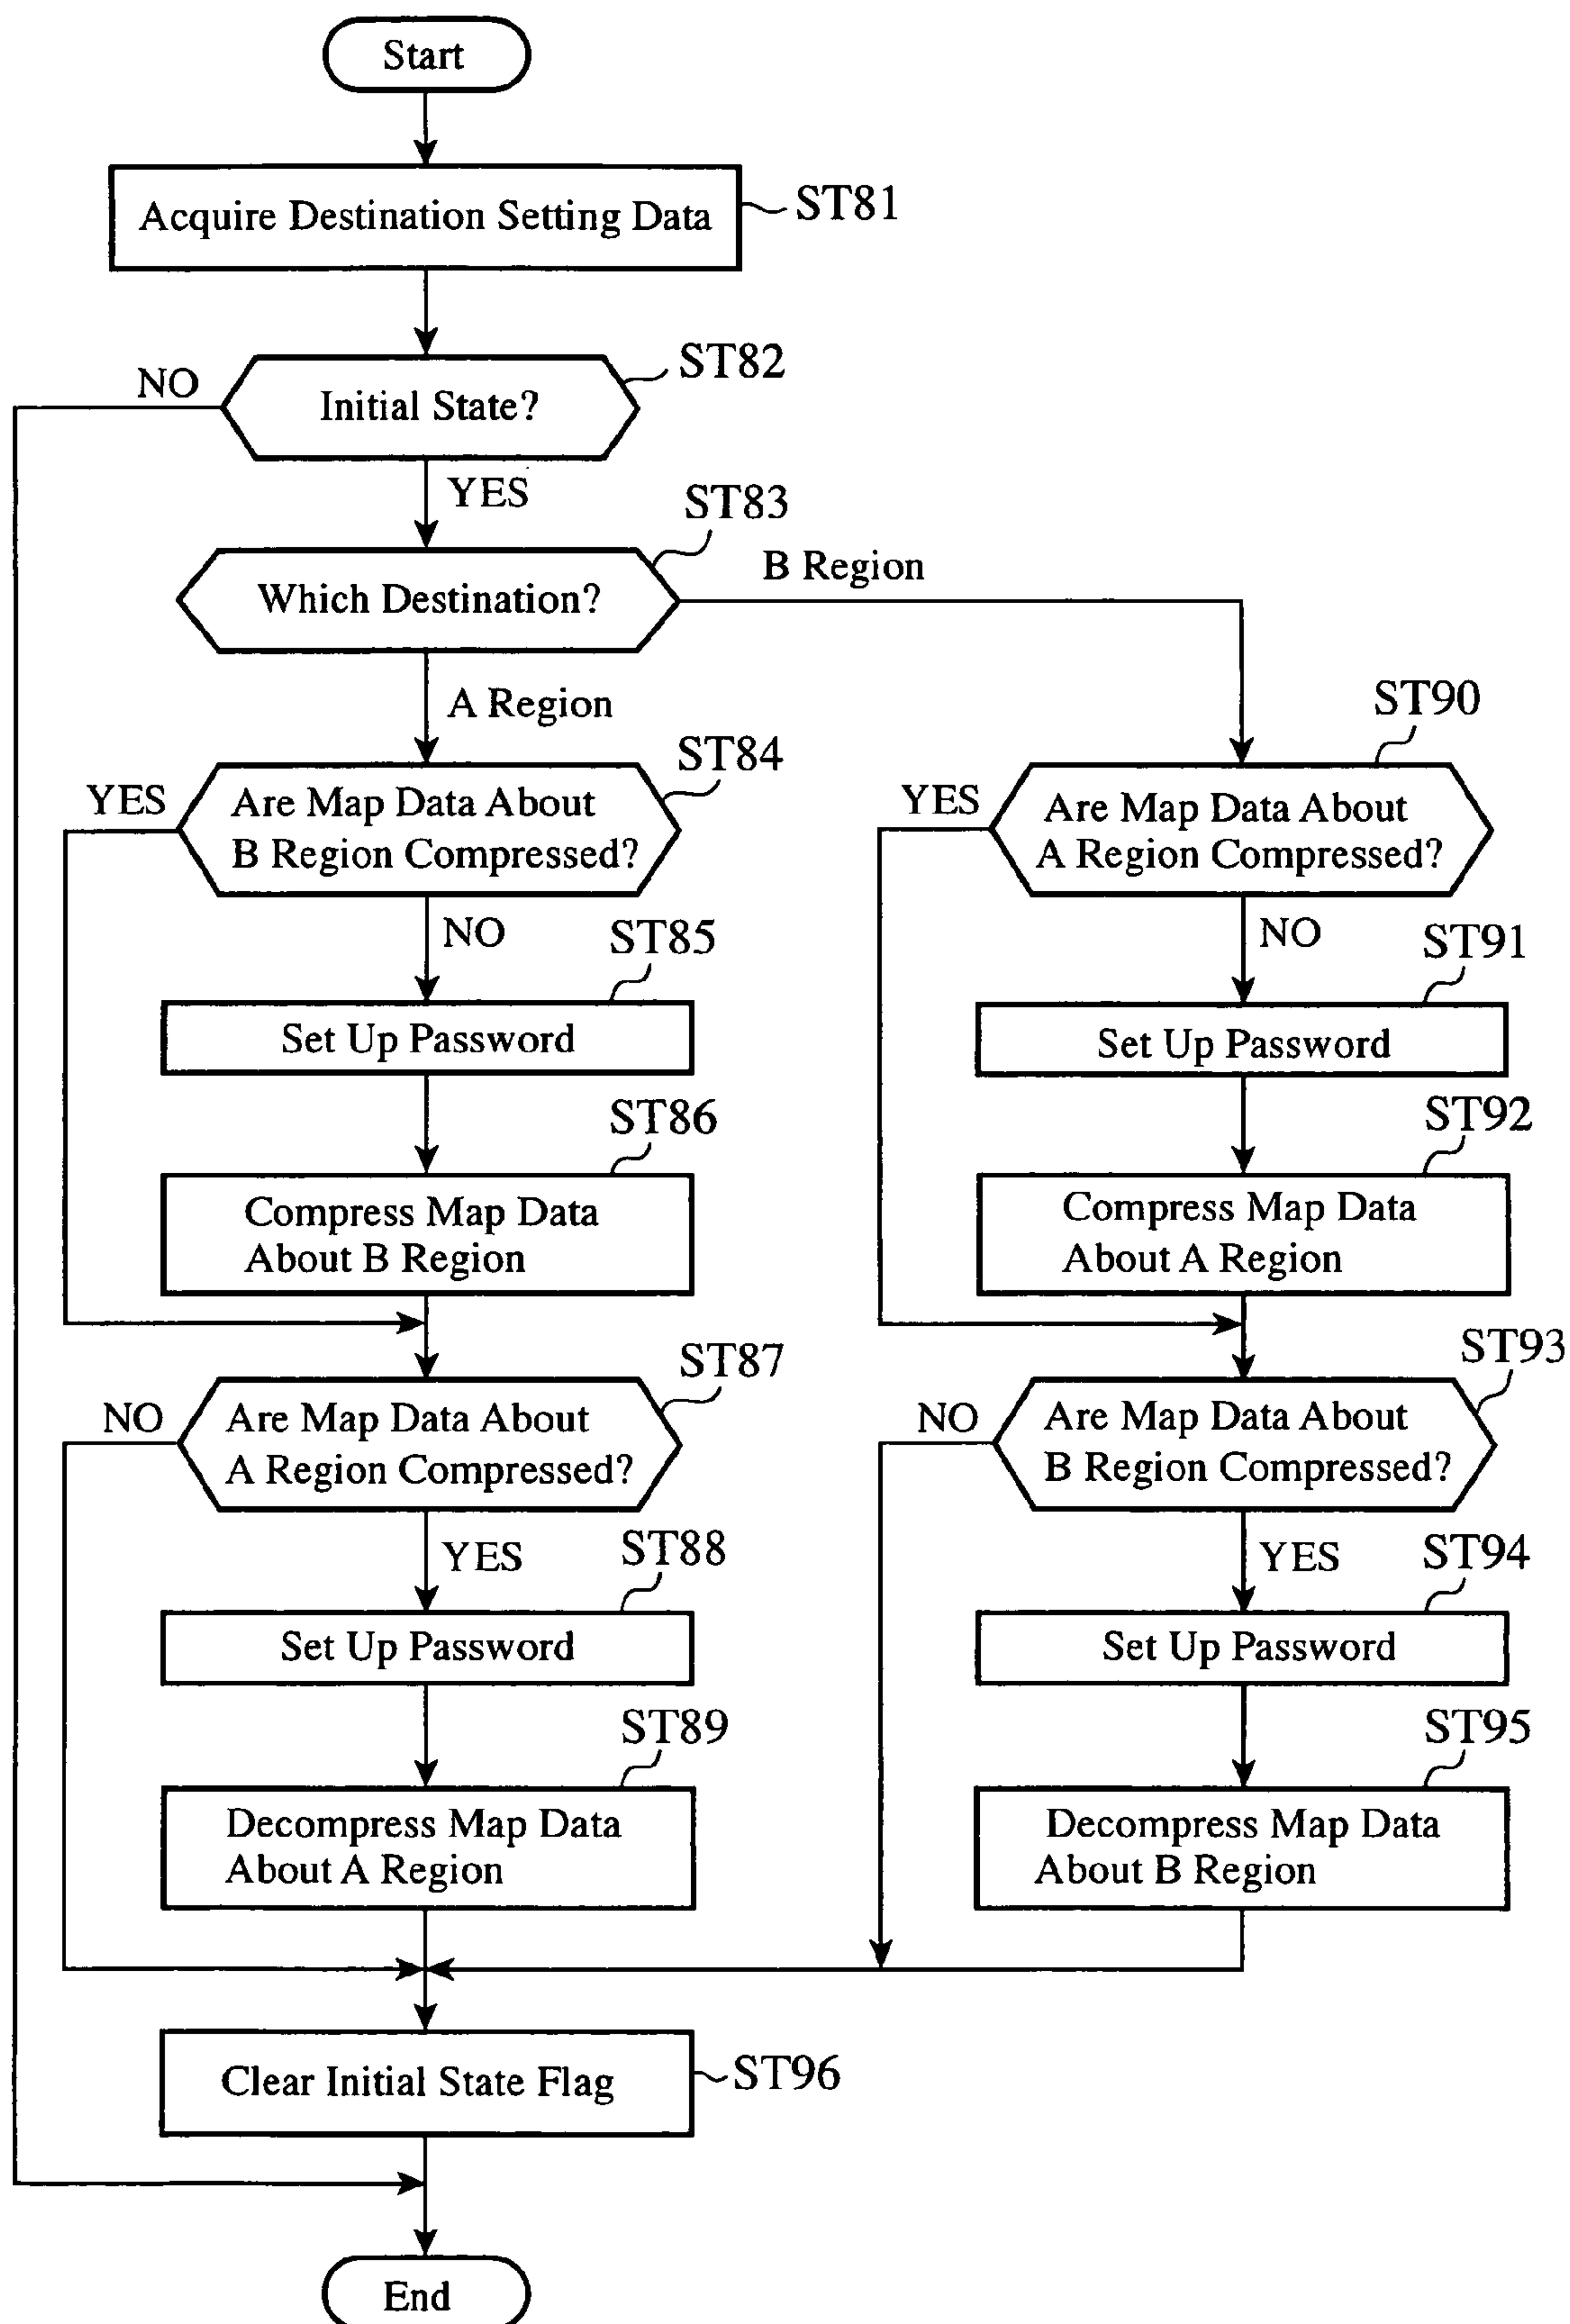 Start
Acquire Destination Setting Data
ST81
NO
Initial State?
ST82
YES
ST83
Which Destination?
B Region
A Region
ST84
YES
Are Map Data About
B Region Compressed?
NO
ST85
Set Up Password
ST86
Compress Map Data
About B Region
ST87
NO
Are Map Data About
A Region Compressed?
YES
ST88
Set Up Password
ST89
Decompress Map Data
About A Region
ST90
YES
Are Map Data About
A Region Compressed?
NO
ST91
Set Up Password
ST92
Compress Map Data
About A Region
ST93
NO
Are Map Data About
B Region Compressed?
YES
ST94
Set Up Password
ST95
Decompress Map Data
About B Region
Clear Initial State Flag
ST96
End